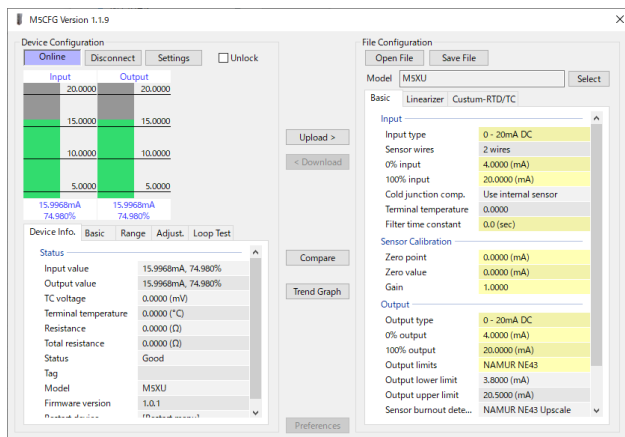 M5CFG Version 1.1.9
Device Configuration
Online Disconnect Settings Unlock
Input Output
20.0000 20.0000
15.0000 15.0000
10.0000 10.0000
5.0000 5.0000
15.9968mA 15.9968mA
74.980% 74.980%
Device Info. Basic Range Adjust. Loop Test
Status
Input value 15.9968mA, 74.980%
Output value 15.9968mA, 74.980%
TC voltage 0.0000 (mV)
Terminal temperature 0.0000 (°C)
Resistance 0.0000 (Ω)
Total resistance 0.0000 (Ω)
Status Good
Tag
Model M5XU
Firmware version 1.0.1
Restart device [Restart menu]
Upload >
< Download
Compare
Trend Graph
Preferences
File Configuration
Open File Save File
Model M5XU Select
Basic Linearizer Custum-RTD/TC
Input
Input type 0 - 20mA DC
Sensor wires 2 wires
0% input 4.0000 (mA)
100% input 20.0000 (mA)
Cold junction comp. Use internal sensor
Terminal temperature 0.0000
Filter time constant 0.0 (sec)
Sensor Calibration
Zero point 0.0000 (mA)
Zero value 0.0000 (mA)
Gain 1.0000
Output
Output type 0 - 20mA DC
0% output 4.0000 (mA)
100% output 20.0000 (mA)
Output limits NAMUR NE43
Output lower limit 3.8000 (mA)
Output upper limit 20.5000 (mA)
Sensor burnout dete... NAMUR NE43 Upscale